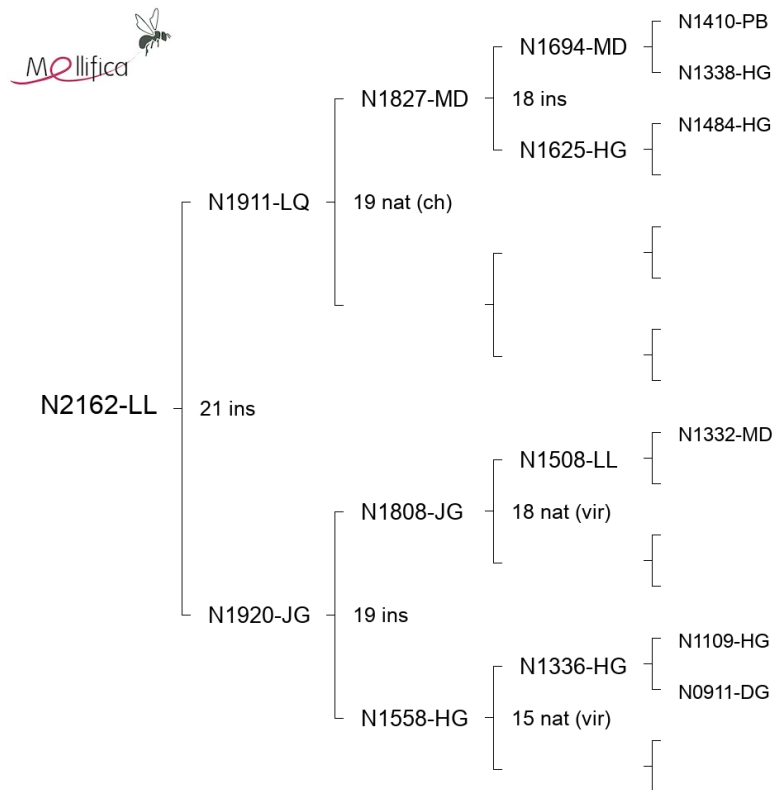 Mellifica
N1410-PB
N1694-MD
N1338-HG
N1827-MD
18 ins
N1484-HG
N1625-HG
N1911-LQ
19 nat (ch)
N2162-LL
21 ins
N1332-MD
N1508-LL
N1808-JG
18 nat (vir)
N1920-JG
19 ins
N1109-HG
N1336-HG
N0911-DG
N1558-HG
15 nat (vir)